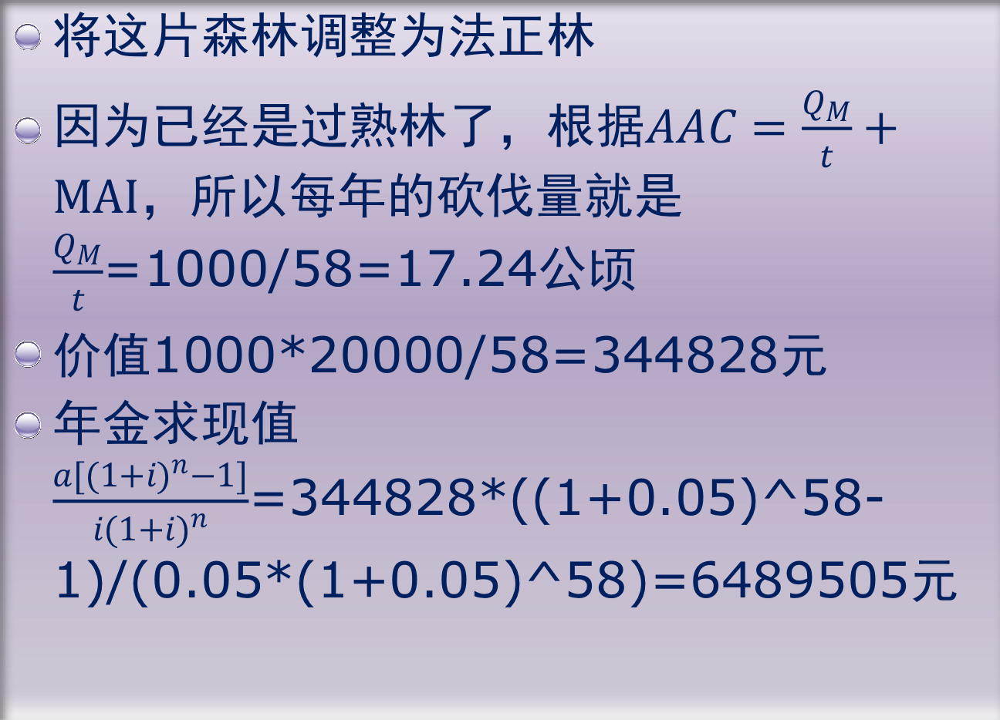 将这片森林调整为法正林
因为已经是过熟林了，根据$AAC = \frac{Q_M}{t} +$
MAI，所以每年的砍伐量就是
$\frac{Q_M}{t}$=1000/58=17.24公顷
价值1000*20000/58=344828元
年金求现值
$\frac{a[(1+i)^n-1]}{i(1+i)^n}$=344828*((1+0.05)^58-
1)/(0.05*(1+0.05)^58)=6489505元